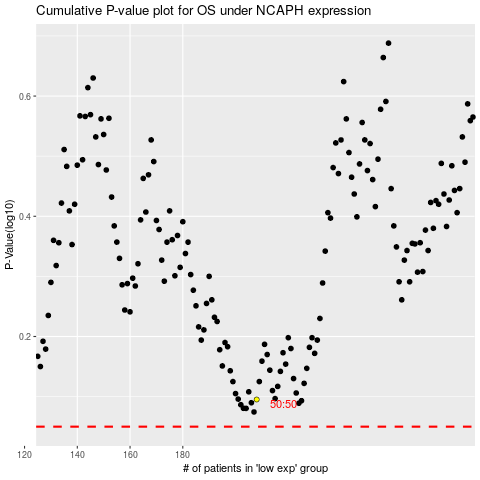 Cumulative P-value plot for OS under NCAPH expression
P-Value(log10)
0.6
0.4
0.2
50:50
120 140 160 180
# of patients in 'low exp' group